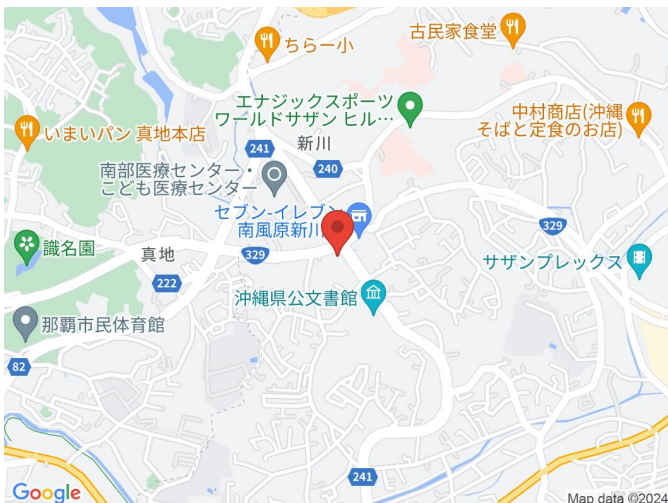 ちらー小
古民家食堂
エナジックスポーツ
ワールドサザン ヒル…
中村商店(沖縄
そばと定食のお店)
いまいパン 真地本店
241
新川
240
南部医療センター・
こども医療センター
セブン-イレブン
南風原新川
329
識名園
真地
329
222
サザンプレックス
沖縄県公文書館
那覇市民体育館
82
241
Google
Map data ©2024